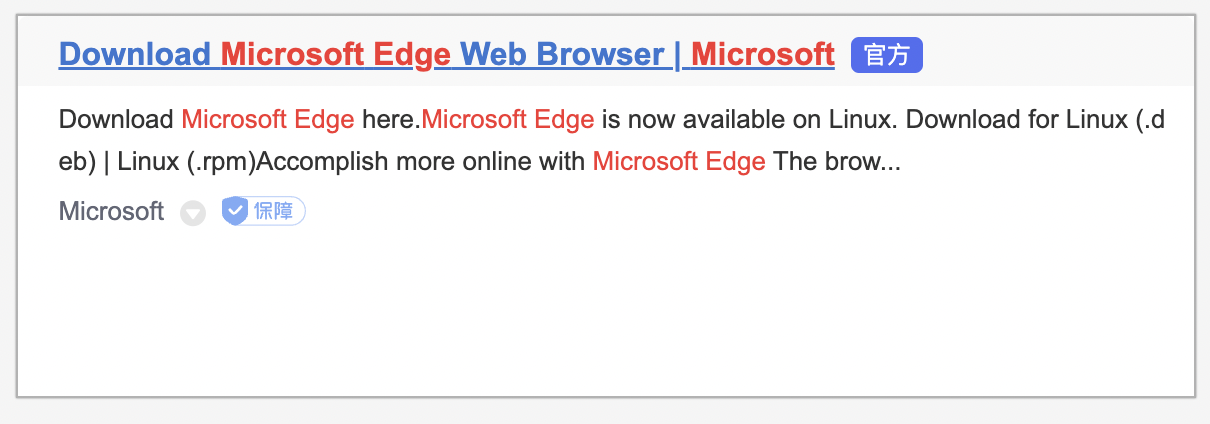 Download Microsoft Edge Web Browser | Microsoft 官方
Download Microsoft Edge here.Microsoft Edge is now available on Linux. Download for Linux (.d
eb) | Linux (.rpm)Accomplish more online with Microsoft Edge The brow...
Microsoft 保障